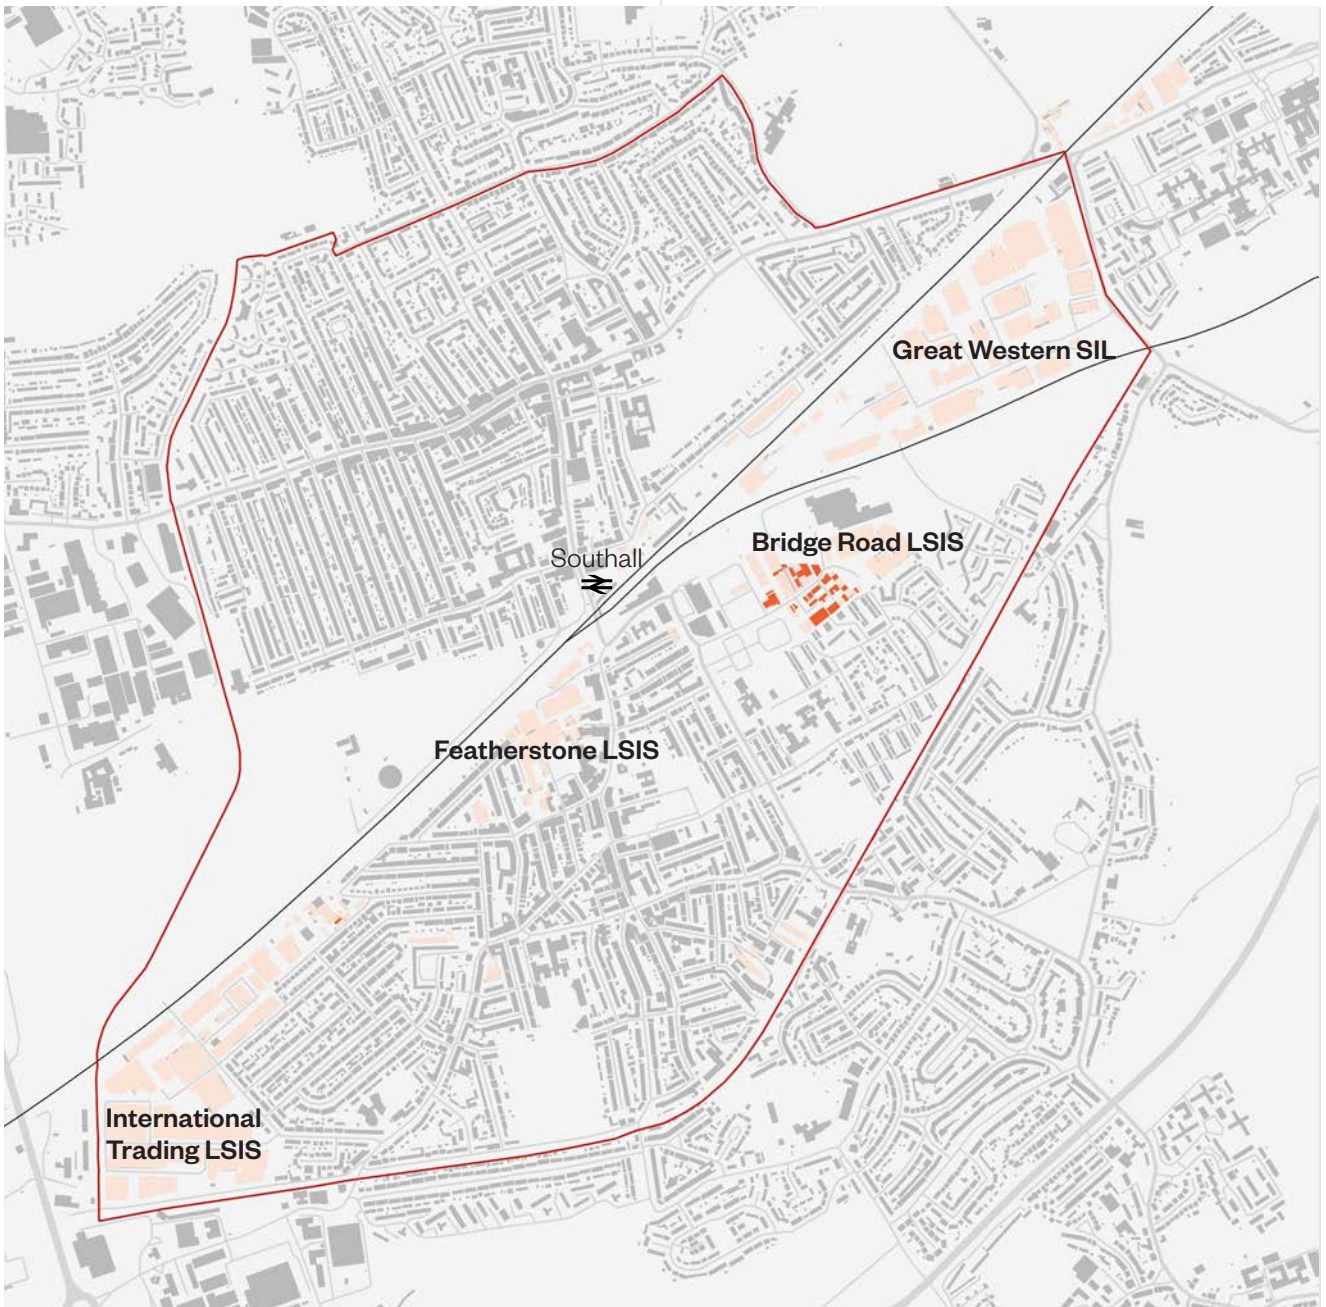 Great Western SIL
Bridge Road LSIS
Southall
Featherstone LSIS
International
Trading LSIS